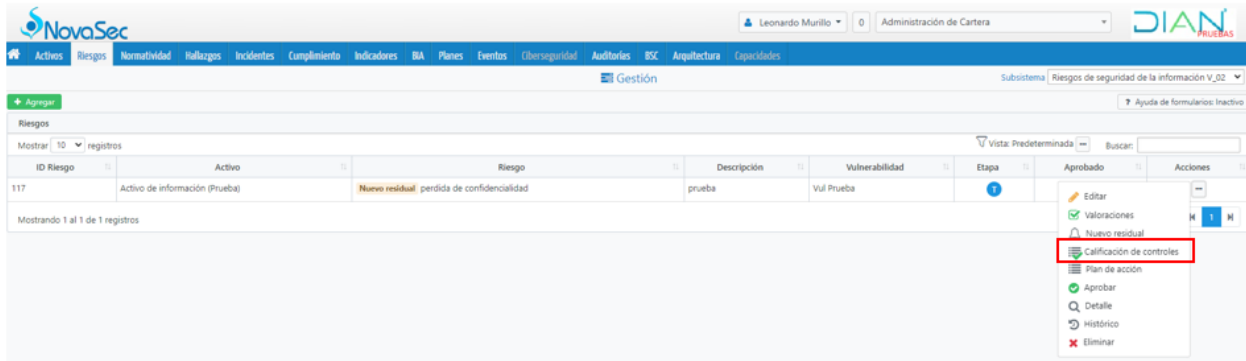 NovaSec
Leonardo Murillo
0
Administración de Cartera
DIAN
PRUEBAS
Activos Riesgos Normatividad Hallazgos Incidentes Cumplimiento Indicadores BIA Planes Eventos Ciberseguridad Auditorias BSC Arquitectura Capacidades
Gestión
Subsistema Riesgos de seguridad de la información V_02
+ Agregar
? Ayuda de formularios: Inactivo
Riesgos
Mostrar 10 registros
Vista: Predeterminada
Buscar:
ID Riesgo Activo Riesgo Descripción Vulnerabilidad Etapa Aprobado Acciones
117 Activo de información (Prueba) Nuevo residual perdida de confidencialidad prueba Vul Prueba T
Mostrando 1 al 1 de 1 registros
1
Editar
Valoraciones
Nuevo residual
Calificación de controles
Plan de acción
Aprobar
Detalle
Histórico
Eliminar